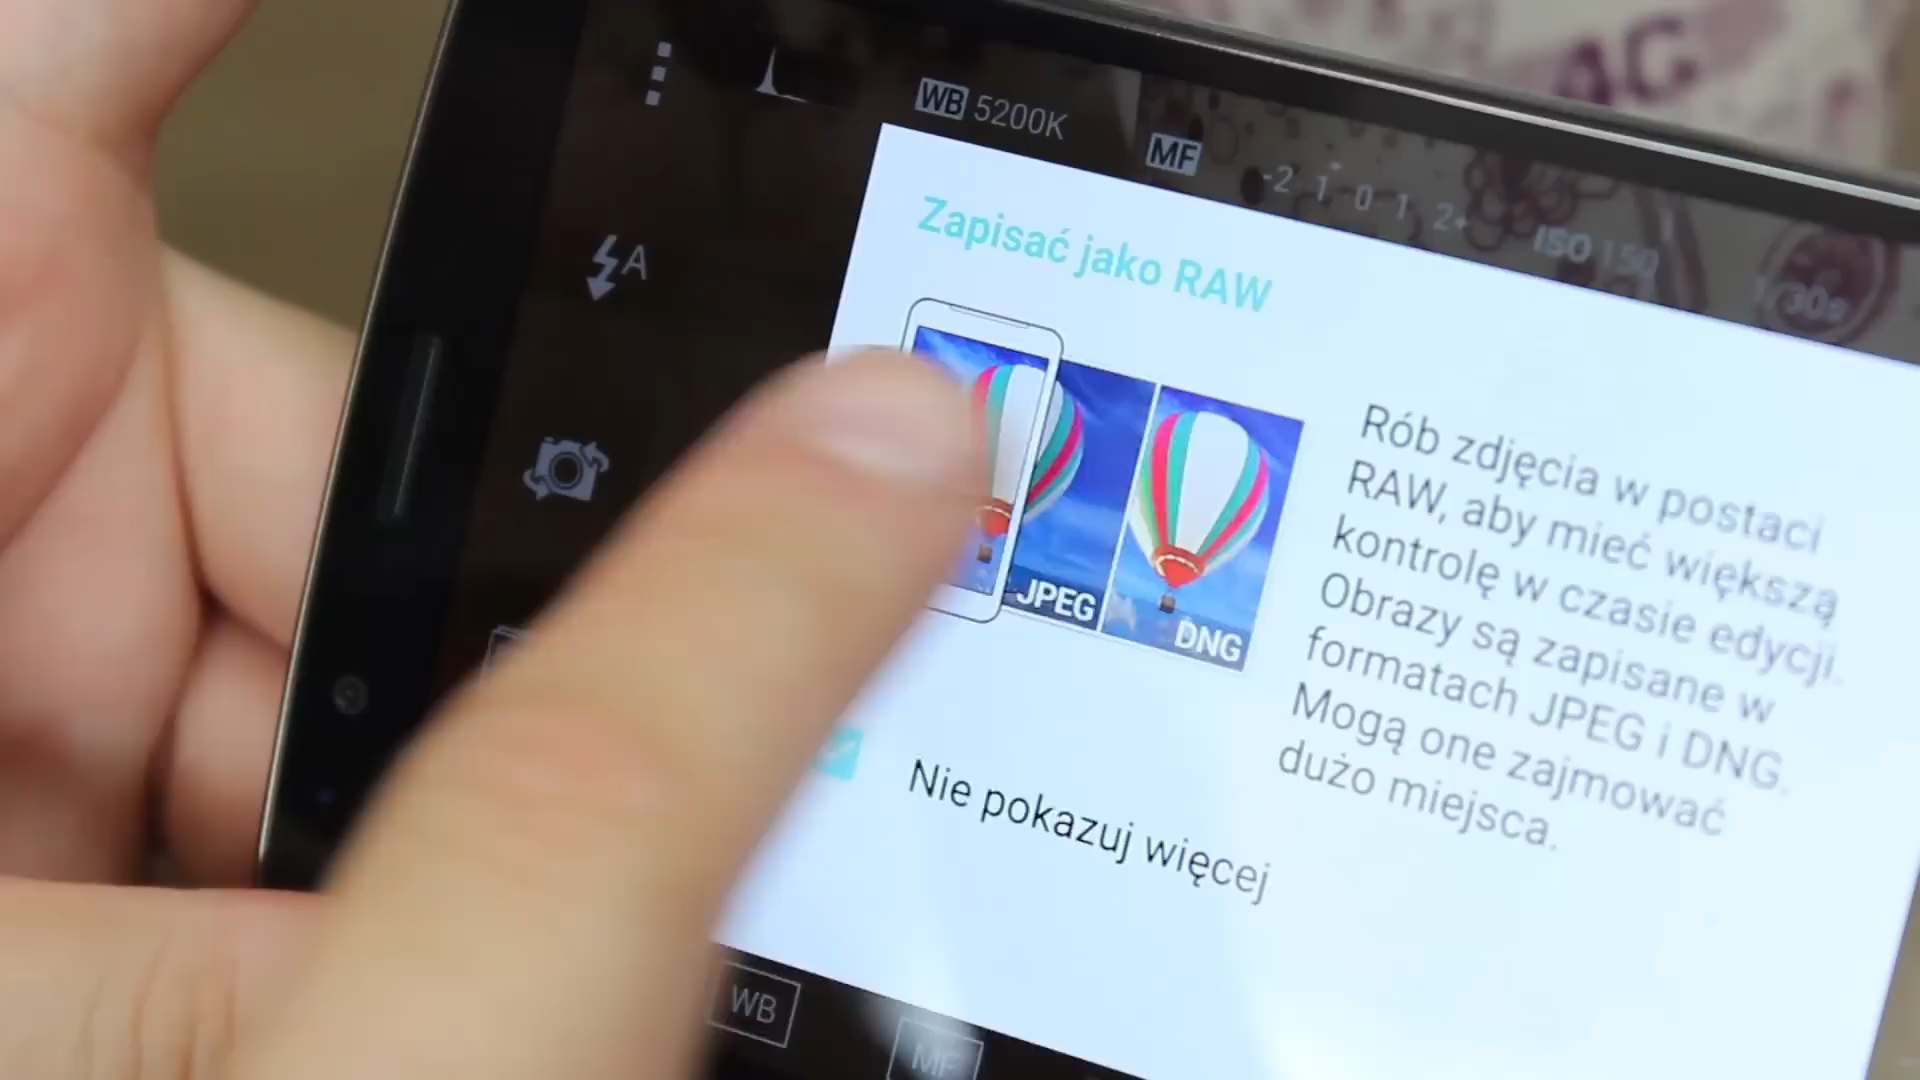 WB 5200K
MF
-2 1 0 1 2+
ISO 150
1/30s
A
Zapisać jako RAW
JPEG
DNG
Rób zdjęcia w postaci
RAW, aby mieć większą
kontrolę w czasie edycji.
Obrazy są zapisane w
formatach JPEG i DNG.
Mogą one zajmować
dużo miejsca.
Nie pokazuj więcej
WB
MF